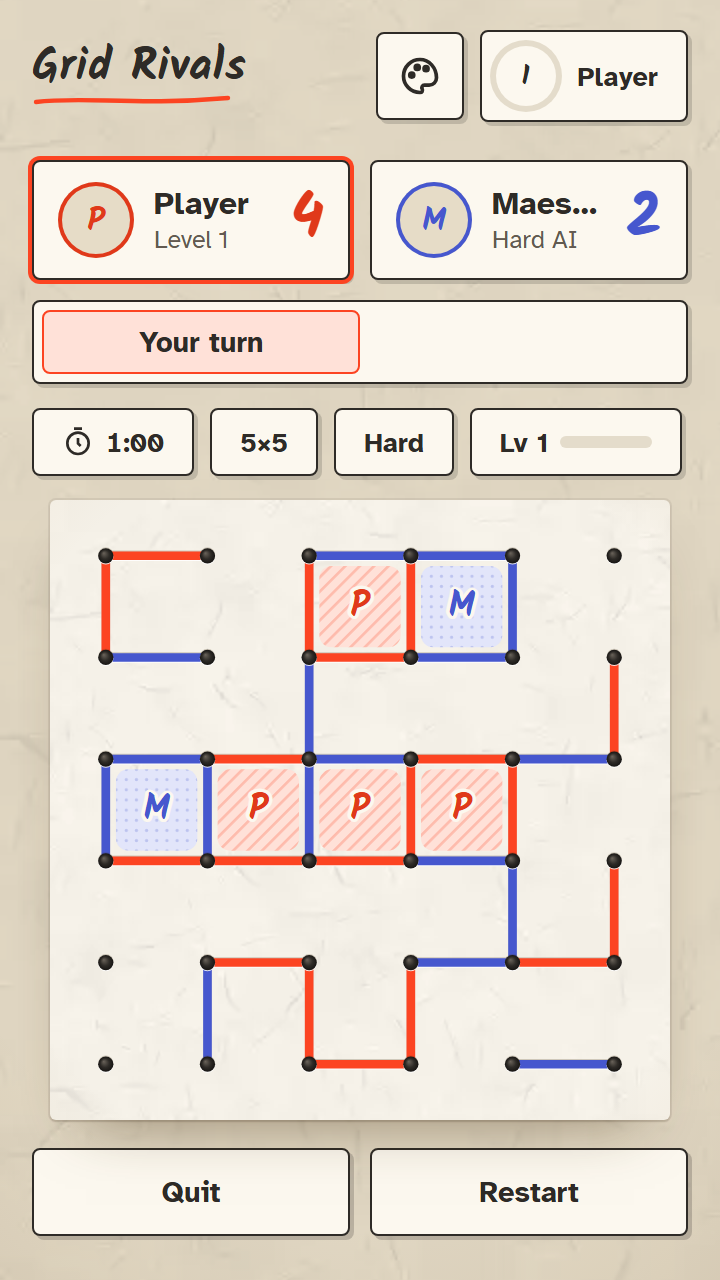 Grid Rivals
I Player
P Player 4
Level 1
M Maes... 2
Hard AI
Your turn
1:00 5×5 Hard Lv 1
P M
M P P P
Quit Restart